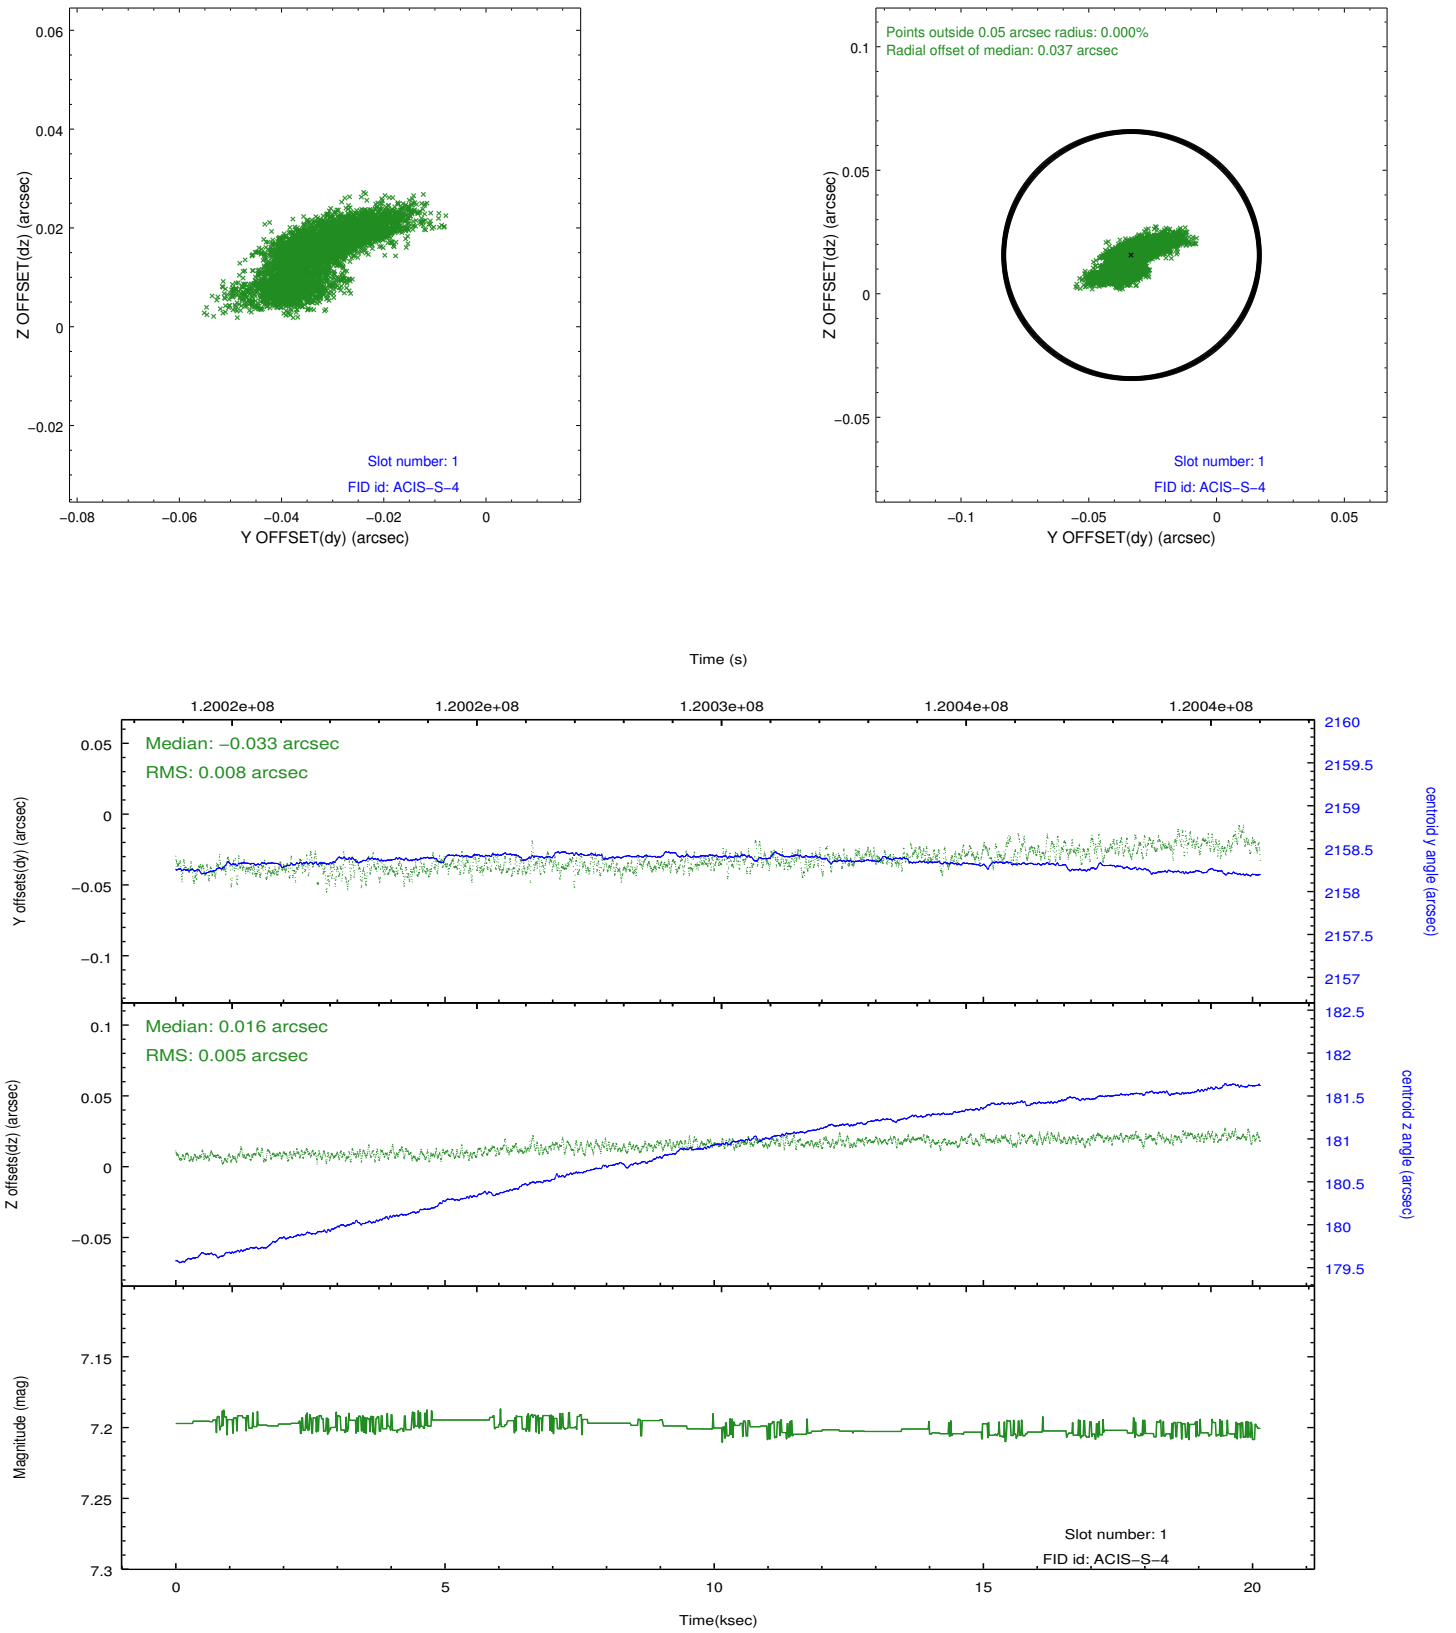 0.06
0.04
0.02
0
−0.02
Z OFFSET(dz) (arcsec)
Slot number: 1
FID id: ACIS−S−4
−0.08 −0.06 −0.04 −0.02 0
Y OFFSET(dy) (arcsec)
Points outside 0.05 arcsec radius: 0.000%
Radial offset of median: 0.037 arcsec
0.1
0.05
0
−0.05
Z OFFSET(dz) (arcsec)
Slot number: 1
FID id: ACIS−S−4
−0.1 −0.05 0 0.05
Y OFFSET(dy) (arcsec)
Time (s)
1.2002e+08 1.2002e+08 1.2003e+08 1.2004e+08 1.2004e+08
Median: −0.033 arcsec
RMS: 0.008 arcsec
0.05
0
−0.05
−0.1
Y offsets(dy) (arcsec)
2160
2159.5
2159
2158.5
2158
2157.5
2157
centroid y angle (arcsec)
Median: 0.016 arcsec
RMS: 0.005 arcsec
0.1
0.05
0
−0.05
Z offsets(dz) (arcsec)
182.5
182
181.5
181
180.5
180
179.5
centroid z angle (arcsec)
7.15
7.2
7.25
7.3
Magnitude (mag)
Slot number: 1
FID id: ACIS−S−4
0 5 10 15 20
Time(ksec)